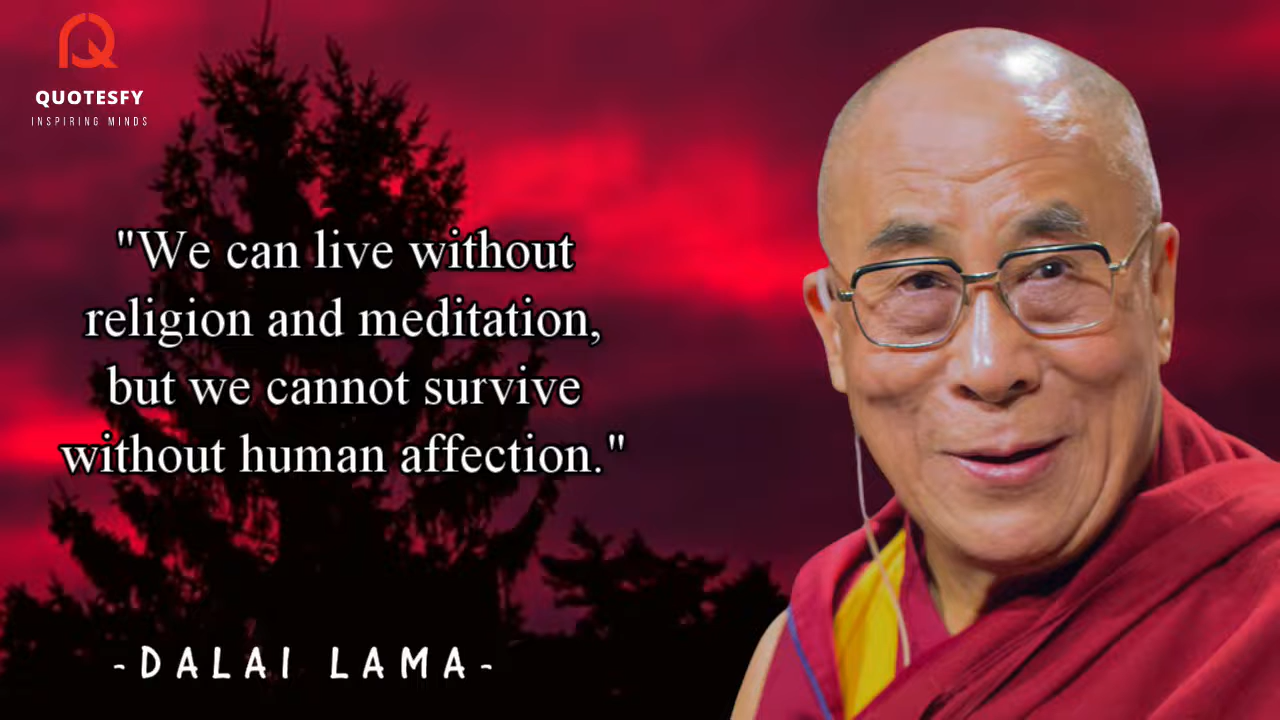 QUOTESFY
INSPIRING MINDS
"We can live without
religion and meditation,
but we cannot survive
without human affection."
-DALAI LAMA-